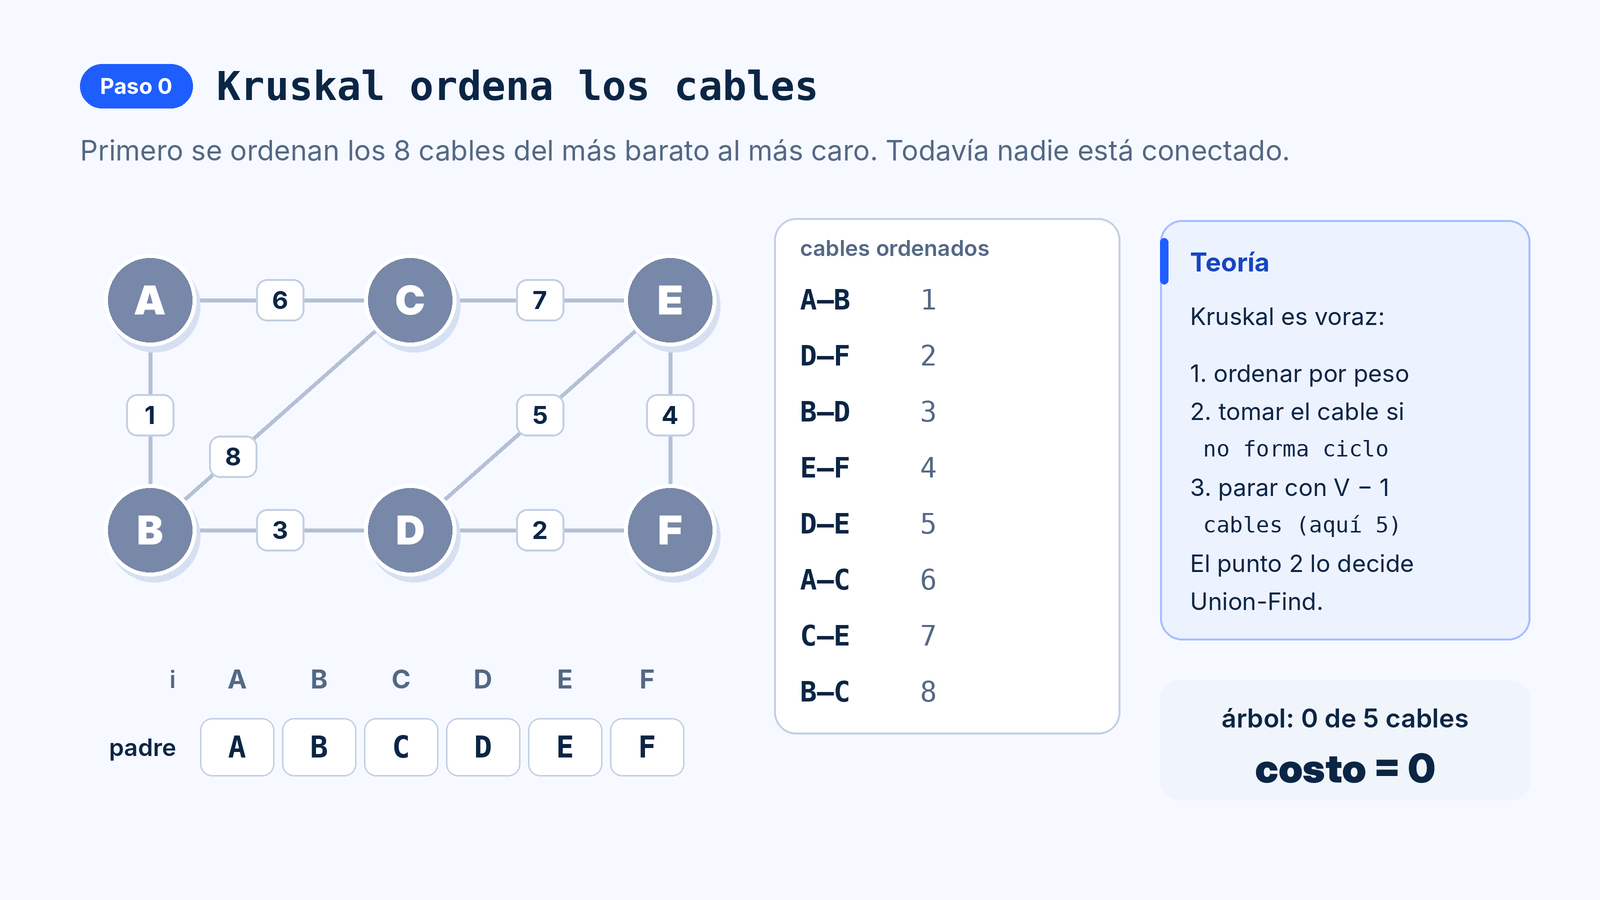 Paso 0
Kruskal ordena los cables
Primero se ordenan los 8 cables del más barato al más caro. Todavía nadie está conectado.
A 6 C 7 E
1 5 4
8
B 3 D 2 F
i A B C D E F
padre A B C D E F
cables ordenados
A—B 1
D—F 2
B—D 3
E—F 4
D—E 5
A—C 6
C—E 7
B—C 8
Teoría
Kruskal es voraz:
1. ordenar por peso
2. tomar el cable si
no forma ciclo
3. parar con V − 1
cables (aquí 5)
El punto 2 lo decide
Union-Find.
árbol: 0 de 5 cables
costo = 0